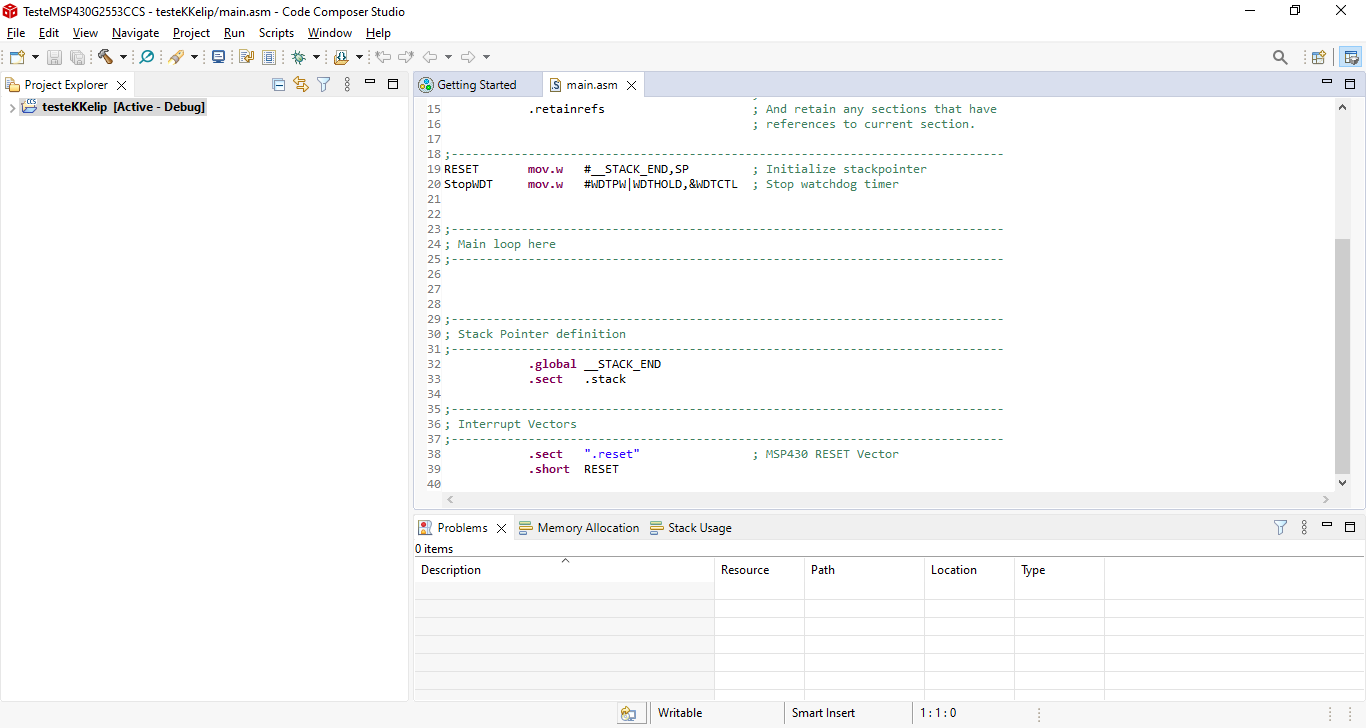 TesteMSP430G2553CCS - testeKKelip/main.asm - Code Composer Studio
File Edit View Navigate Project Run Scripts Window Help
Project Explorer
testeKKelip [Active - Debug]
Getting Started
main.asm
15 .retainrefs ; And retain any sections that have
16 ; references to current section.
17
18 ;-------------------------------------------------------------------------------
19 RESET mov.w #__STACK_END,SP ; Initialize stackpointer
20 StopWDT mov.w #WDTPW|WDTHOLD,&WDTCTL ; Stop watchdog timer
21
22
23 ;-------------------------------------------------------------------------------
24 ; Main loop here
25 ;-------------------------------------------------------------------------------
26
27
28
29 ;-------------------------------------------------------------------------------
30 ; Stack Pointer definition
31 ;-------------------------------------------------------------------------------
32 .global __STACK_END
33 .sect .stack
34
35 ;-------------------------------------------------------------------------------
36 ; Interrupt Vectors
37 ;-------------------------------------------------------------------------------
38 .sect ".reset" ; MSP430 RESET Vector
39 .short RESET
40
Problems Memory Allocation Stack Usage
0 items
Description Resource Path Location Type
Writable Smart Insert 1 : 1 : 0